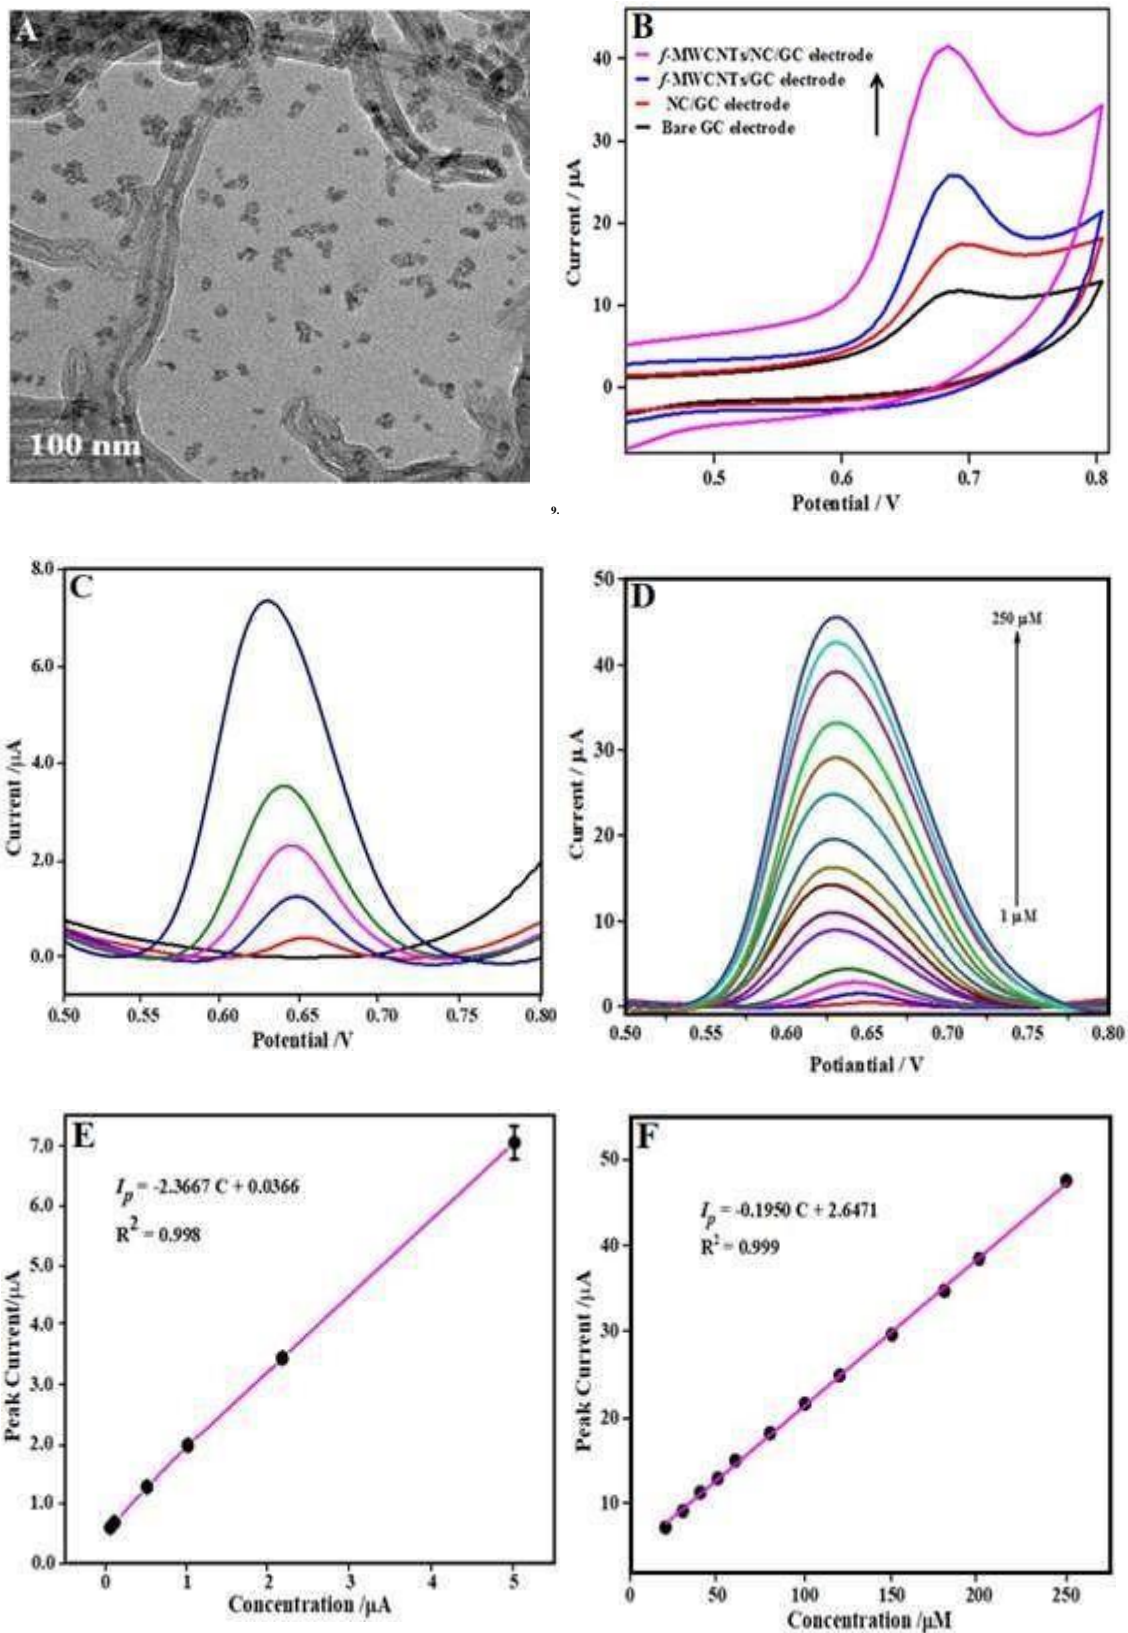 A
100 nm
B
f-MWCNTs/NC/GC electrode
f-MWCNTs/GC electrode
NC/GC electrode
Bare GC electrode
40
30
20
10
0
Current / µA
0.5
0.6
0.7
0.8
Potential / V
9.
C
8.0
6.0
4.0
2.0
0.0
Current /µA
0.50
0.55
0.60
0.65
0.70
0.75
0.80
Potential /V
D
250 µM
1 µM
50
40
30
20
10
0
Current / µA
0.50
0.55
0.60
0.65
0.70
0.75
0.80
Potiantial / V
E
Ip = -2.3667 C + 0.0366
R² = 0.998
7.0
6.0
5.0
4.0
3.0
2.0
1.0
0.0
Peak Current/µA
0
1
2
3
4
5
Concentration /µA
F
Ip = -0.1950 C + 2.6471
R² = 0.999
50
40
30
20
10
Peak Current /µA
0
50
100
150
200
250
Concentration /µM